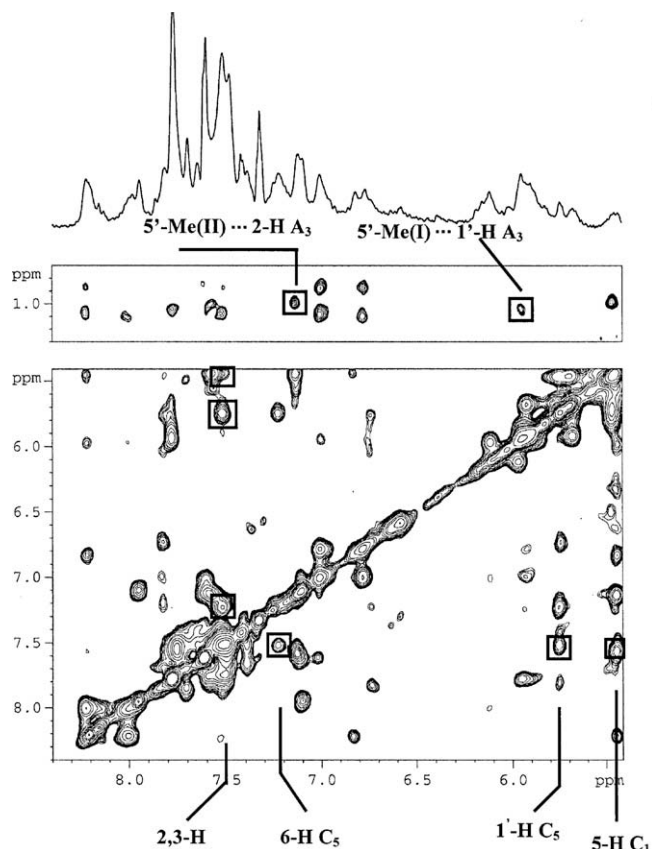 5’-Me(II) ··· 2-H A₃
5’-Me(I) ··· 1’-H A₃
ppm
1.0
ppm
6.0
6.5
7.0
7.5
8.0
8.0 7.5 7.0 6.5 6.0 ppm
2,3-H
6-H C₅
1’-H C₅
5-H C₁